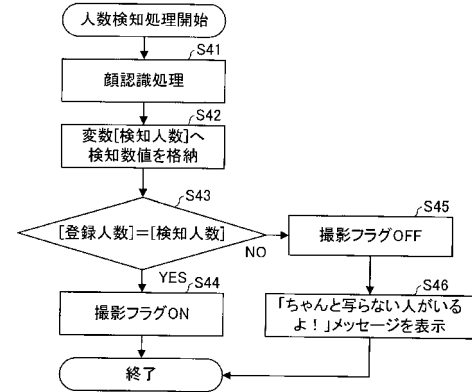 人数検知処理開始
S41
顔認識処理
S42
変数[検知人数]へ
検知数値を格納
S43
[登録人数]=[検知人数]
YES
NO
S44
撮影フラグON
S45
撮影フラグOFF
S46
「ちゃんと写らない人がいる
よ!」メッセージを表示
終了